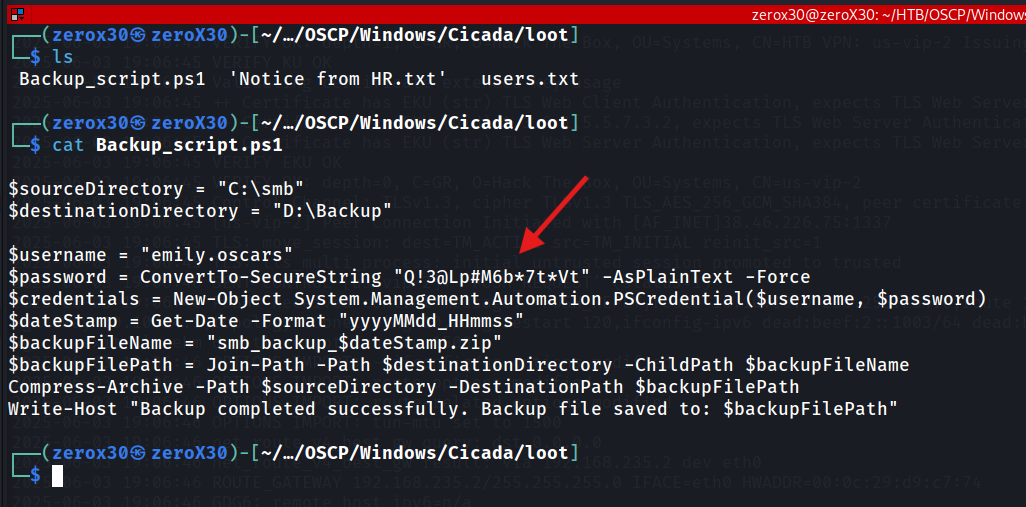 zerox30@zeroX30: ~/HTB/OSCP/Windows
┌──(zerox30㉿zeroX30)-[~/…/OSCP/Windows/Cicada/loot]
└─$ ls
Backup_script.ps1  'Notice from HR.txt'   users.txt
┌──(zerox30㉿zeroX30)-[~/…/OSCP/Windows/Cicada/loot]
└─$ cat Backup_script.ps1
$sourceDirectory = "C:\smb"
$destinationDirectory = "D:\Backup"
$username = "emily.oscars"
$password = ConvertTo-SecureString "Q!3@Lp#M6b*7t*Vt" -AsPlainText -Force
$credentials = New-Object System.Management.Automation.PSCredential($username, $password)
$dateStamp = Get-Date -Format "yyyyMMdd_HHmmss"
$backupFileName = "smb_backup_$dateStamp.zip"
$backupFilePath = Join-Path -Path $destinationDirectory -ChildPath $backupFileName
Compress-Archive -Path $sourceDirectory -DestinationPath $backupFilePath
Write-Host "Backup completed successfully. Backup file saved to: $backupFilePath"
┌──(zerox30㉿zeroX30)-[~/…/OSCP/Windows/Cicada/loot]
└─$